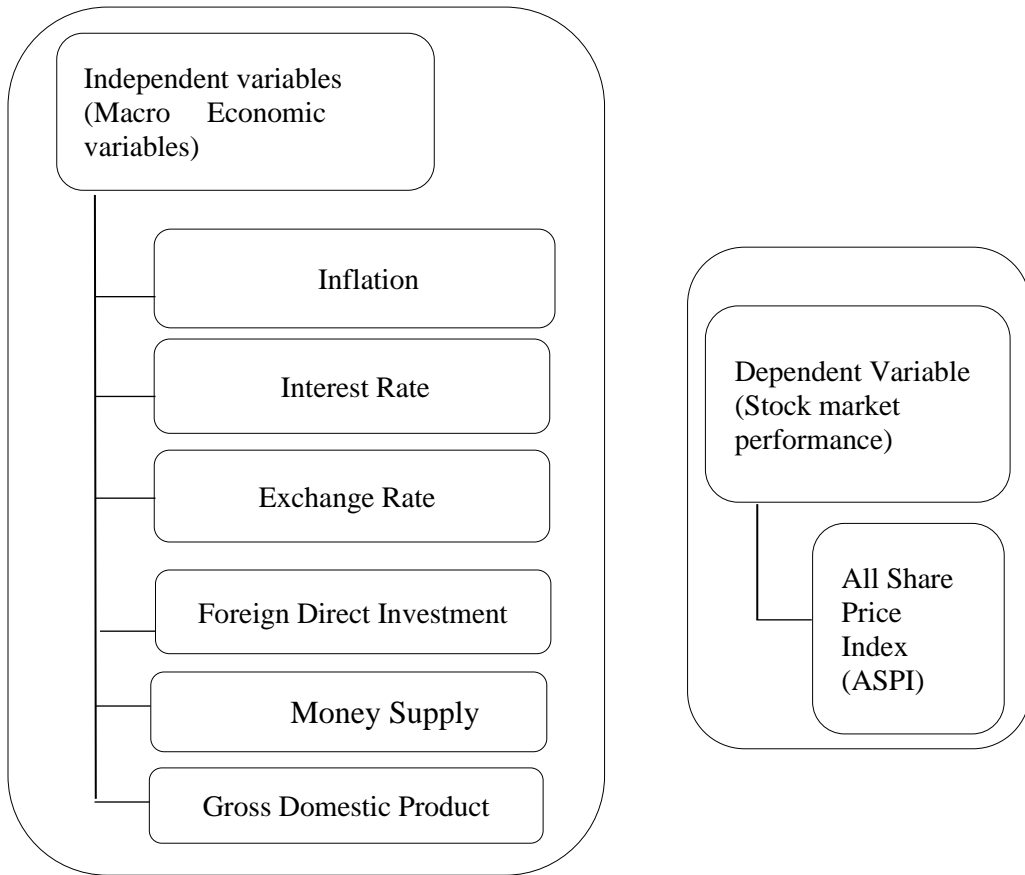 Independent variables
(Macro Economic
variables)
Inflation
Interest Rate
Exchange Rate
Foreign Direct Investment
Money Supply
Gross Domestic Product
Dependent Variable
(Stock market
performance)
All Share
Price
Index
(ASPI)